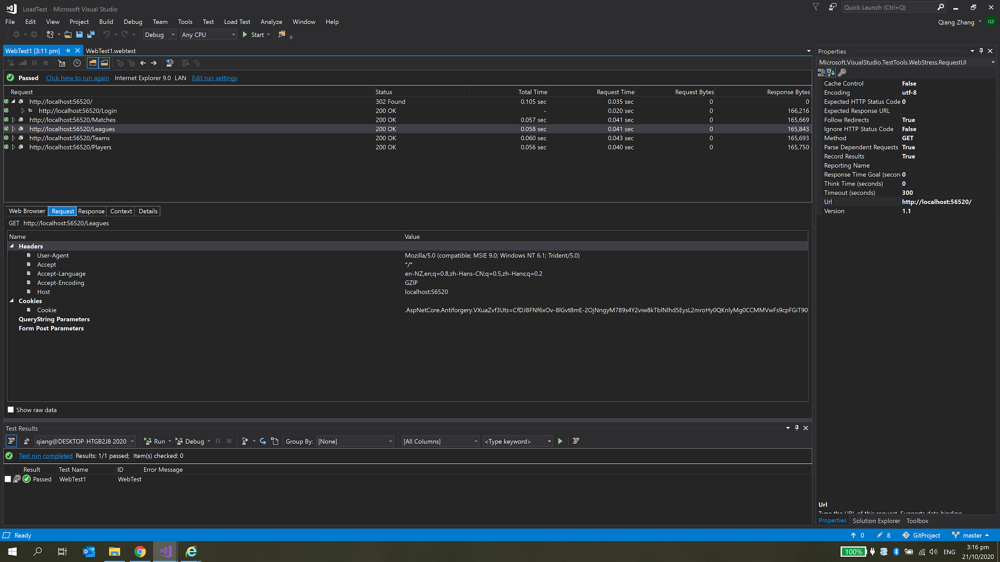 LoadTest - Microsoft Visual Studio
Quick Launch (Ctrl+Q)
File Edit View Project Build Debug Team Tools Test Load Test Analyze Window Help
Qiang Zhang QZ
Debug Any CPU Start
WebTest1 [3:11 pm] WebTest1.webtest
Passed Click here to run again Internet Explorer 9.0 LAN Edit run settings
Request Status Total Time Request Time Request Bytes Response Bytes
http://localhost:56520/ 302 Found 0.105 sec 0.035 sec 0 0
http://localhost:56520/Login 200 OK - 0.020 sec 0 166,216
http://localhost:56520/Matches 200 OK 0.057 sec 0.041 sec 0 165,669
http://localhost:56520/Leagues 200 OK 0.058 sec 0.041 sec 0 165,843
http://localhost:56520/Teams 200 OK 0.060 sec 0.043 sec 0 165,693
http://localhost:56520/Players 200 OK 0.056 sec 0.040 sec 0 165,750
Web Browser Request Response Context Details
GET http://localhost:56520/Leagues
Name Value
Headers
User-Agent Mozilla/5.0 (compatible; MSIE 9.0; Windows NT 6.1; Trident/5.0)
Accept */*
Accept-Language en-NZ,en;q=0.8,zh-Hans-CN;q=0.5,zh-Hans;q=0.2
Accept-Encoding GZIP
Host localhost:56520
Cookies
Cookie .AspNetCore.Antiforgery.VXuaZvf3Uts=CfDJ8FNf6xOv-8lGvt8mE-2OjNngyM789s4Y2viw8kTblNlhd5EysL2mroHy0QKnlyMg0CCMMVwFs9cpFGiT90
QueryString Parameters
Form Post Parameters
Show raw data
Test Results
qiang@DESKTOP-HTGB2J8 2020- Run Debug Group By: [None] [All Columns] <Type keyword>
Test run completed Results: 1/1 passed; Item(s) checked: 0
Result Test Name ID Error Message
Passed WebTest1 WebTest
Properties
Microsoft.VisualStudio.TestTools.WebStress.RequestUI
Cache Control False
Encoding utf-8
Expected HTTP Status Code 0
Expected Response URL
Follow Redirects True
Ignore HTTP Status Code False
Method GET
Parse Dependent Requests True
Record Results True
Reporting Name
Response Time Goal (secon 0
Think Time (seconds) 0
Timeout (seconds) 300
Url http://localhost:56520/
Version 1.1
Url
Type the URL of this request. Supports data binding
Properties Solution Explorer Toolbox
Ready 0 8 GitProject master
100% ENG 3:16 pm
21/10/2020